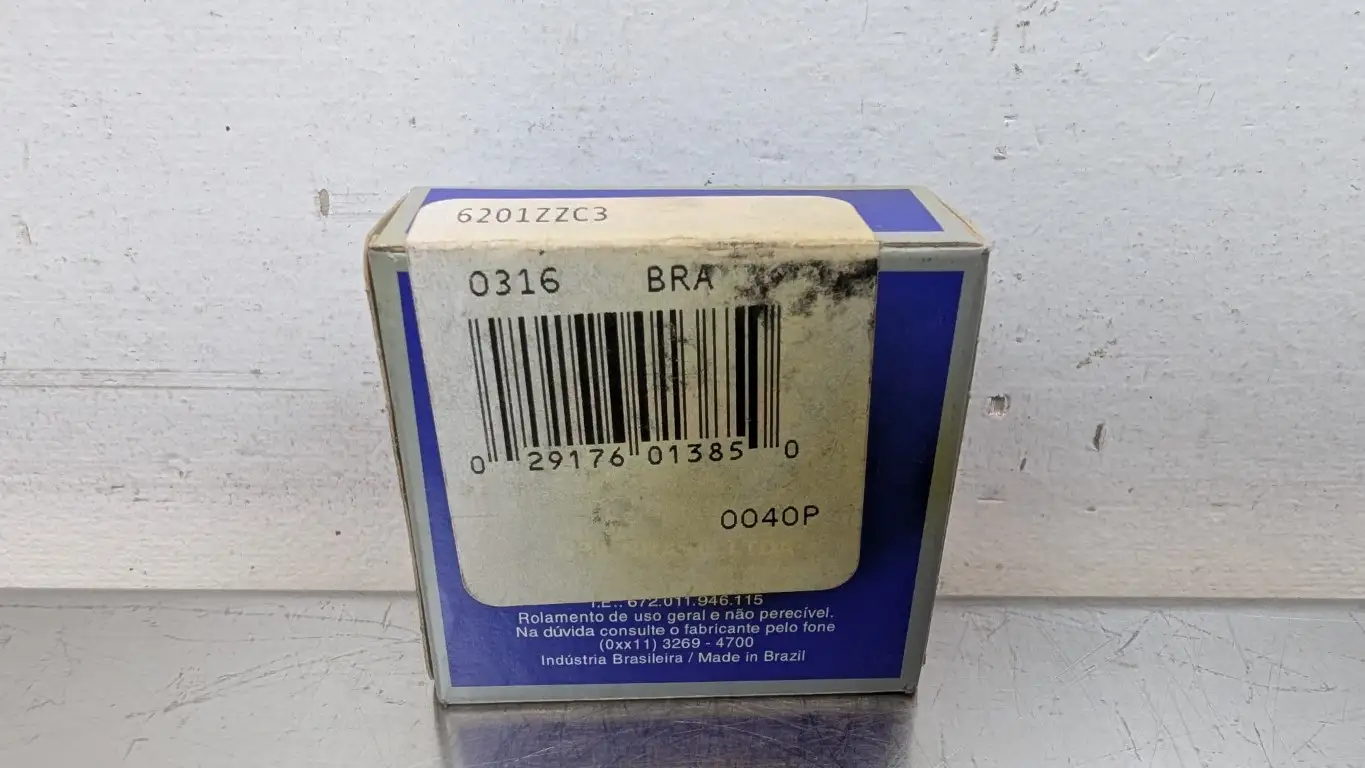 6201ZZC3
0316 BRA
0 29176 01385 0
0040P
I.E.: 672.011.946.115
Rolamento de uso geral e não perecível.
Na dúvida consulte o fabricante pelo fone
(0xx11) 3269 - 4700
Indústria Brasileira / Made in Brazil